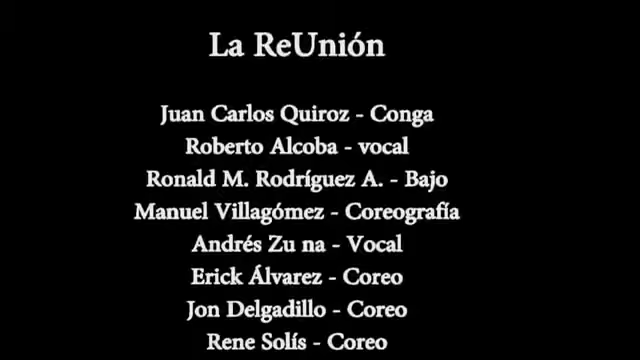 La ReUnión
Juan Carlos Quiroz - Conga
Roberto Alcoba - vocal
Ronald M. Rodríguez A. - Bajo
Manuel Villagómez - Coreografía
Andrés Zu na - Vocal
Erick Álvarez - Coreo
Jon Delgadillo - Coreo
Rene Solís - Coreo